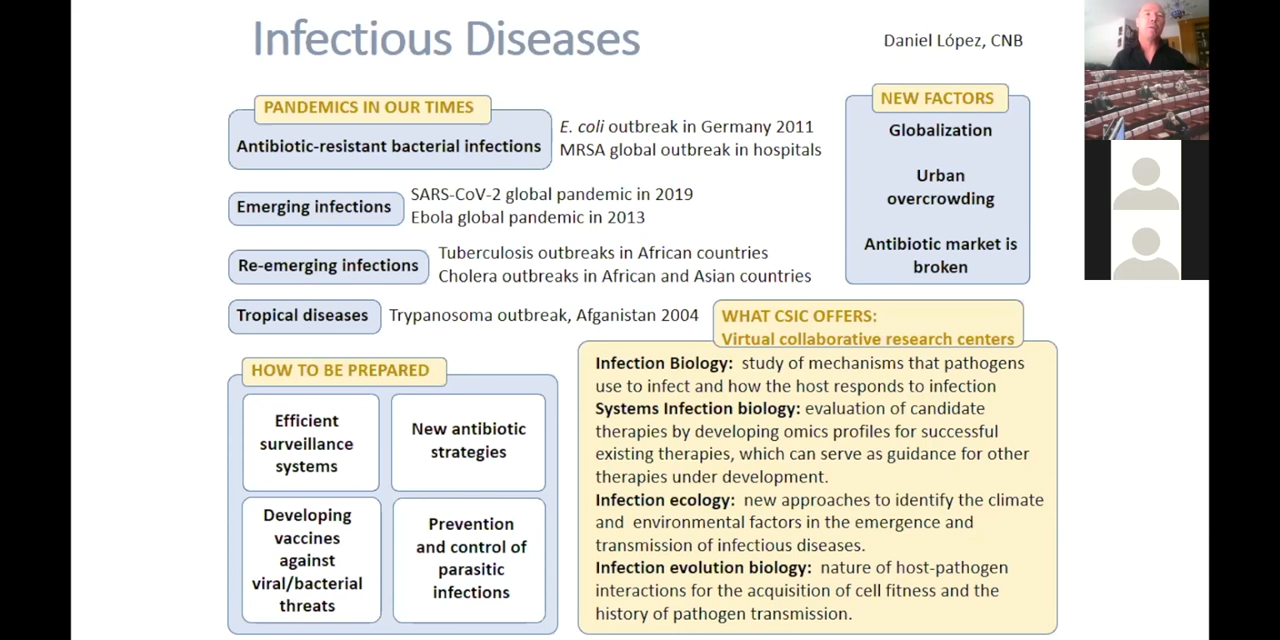 Infectious Diseases
Daniel López, CNB
PANDEMICS IN OUR TIMES
Antibiotic-resistant bacterial infections
E. coli outbreak in Germany 2011
MRSA global outbreak in hospitals
Emerging infections
SARS-CoV-2 global pandemic in 2019
Ebola global pandemic in 2013
Re-emerging infections
Tuberculosis outbreaks in African countries
Cholera outbreaks in African and Asian countries
Tropical diseases
Trypanosoma outbreak, Afganistan 2004
NEW FACTORS
Globalization
Urban
overcrowding
Antibiotic market is
broken
HOW TO BE PREPARED
Efficient
surveillance
systems
New antibiotic
strategies
Developing
vaccines
against
viral/bacterial
threats
Prevention
and control of
parasitic
infections
WHAT CSIC OFFERS:
Virtual collaborative research centers
Infection Biology: study of mechanisms that pathogens
use to infect and how the host responds to infection
Systems Infection biology: evaluation of candidate
therapies by developing omics profiles for successful
existing therapies, which can serve as guidance for other
therapies under development.
Infection ecology: new approaches to identify the climate
and environmental factors in the emergence and
transmission of infectious diseases.
Infection evolution biology: nature of host-pathogen
interactions for the acquisition of cell fitness and the
history of pathogen transmission.